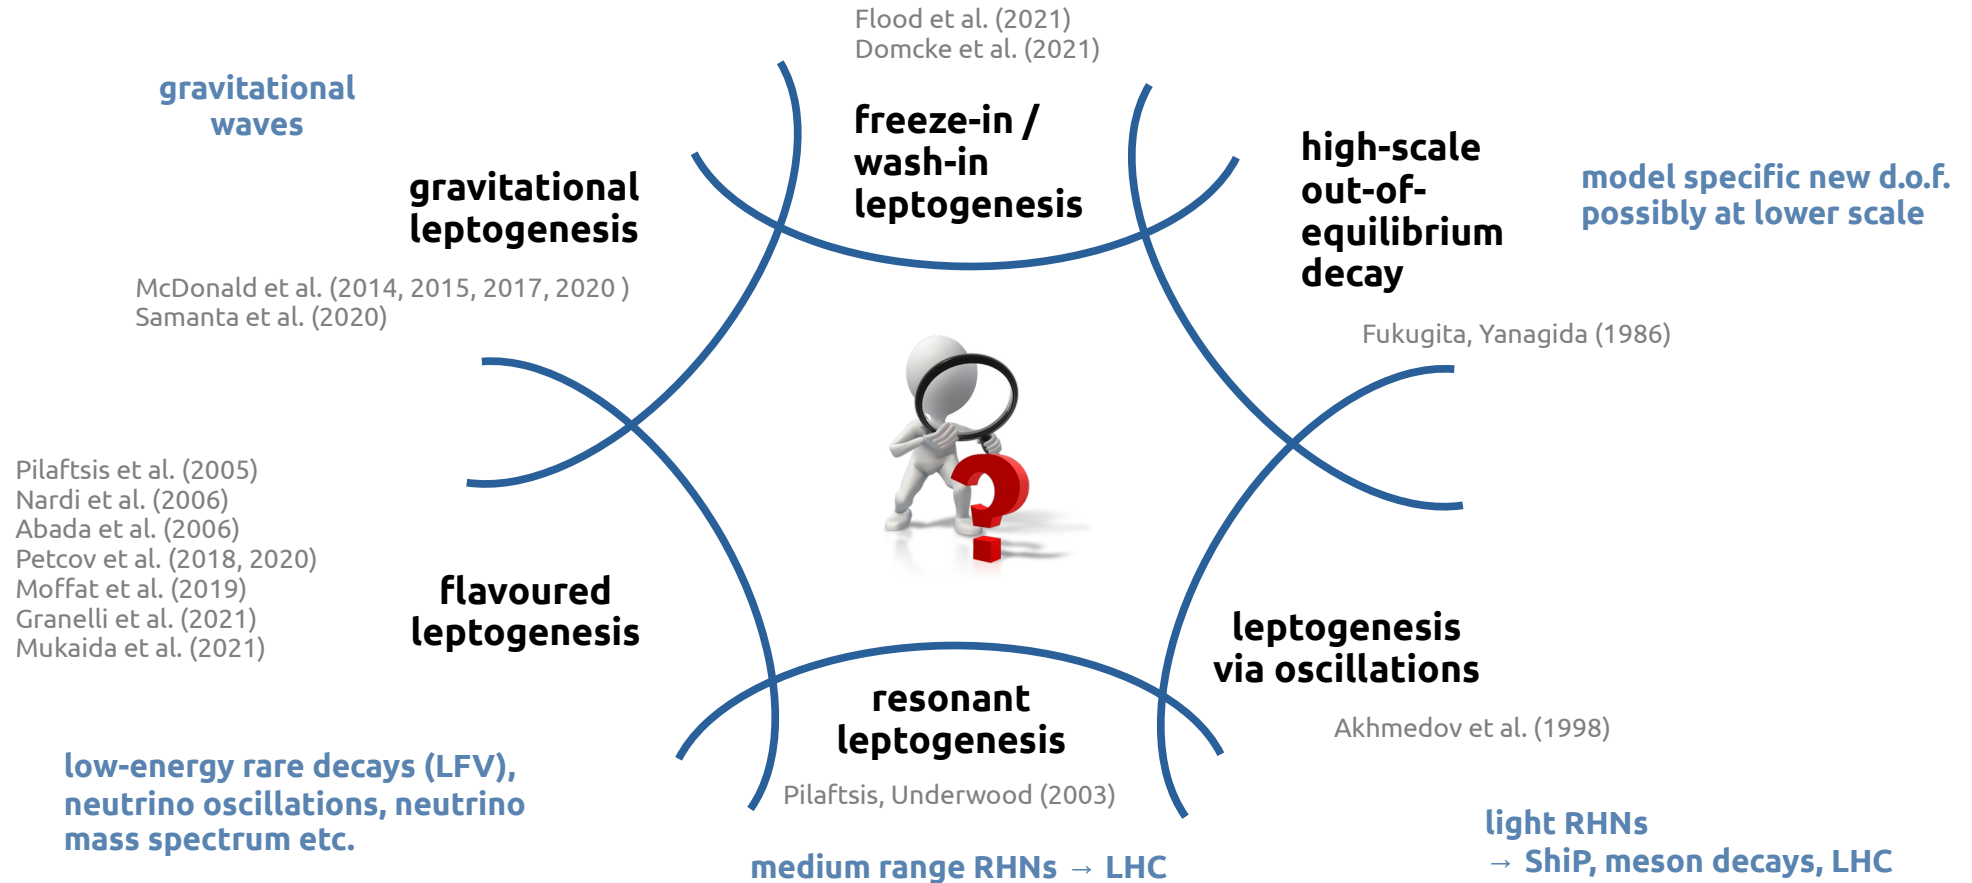 Flood et al. (2021)
Domcke et al. (2021)
freeze-in /
wash-in
leptogenesis
gravitational
waves
gravitational
leptogenesis
McDonald et al. (2014, 2015, 2017, 2020 )
Samanta et al. (2020)
high-scale
out-of-
equilibrium
decay
model specific new d.o.f.
possibly at lower scale
Fukugita, Yanagida (1986)
Pilaftsis et al. (2005)
Nardi et al. (2006)
Abada et al. (2006)
Petcov et al. (2018, 2020)
Moffat et al. (2019)
Granelli et al. (2021)
Mukaida et al. (2021)
flavoured
leptogenesis
low-energy rare decays (LFV),
neutrino oscillations, neutrino
mass spectrum etc.
resonant
leptogenesis
Pilaftsis, Underwood (2003)
medium range RHNs → LHC
leptogenesis
via oscillations
Akhmedov et al. (1998)
light RHNs
→ ShiP, meson decays, LHC
?